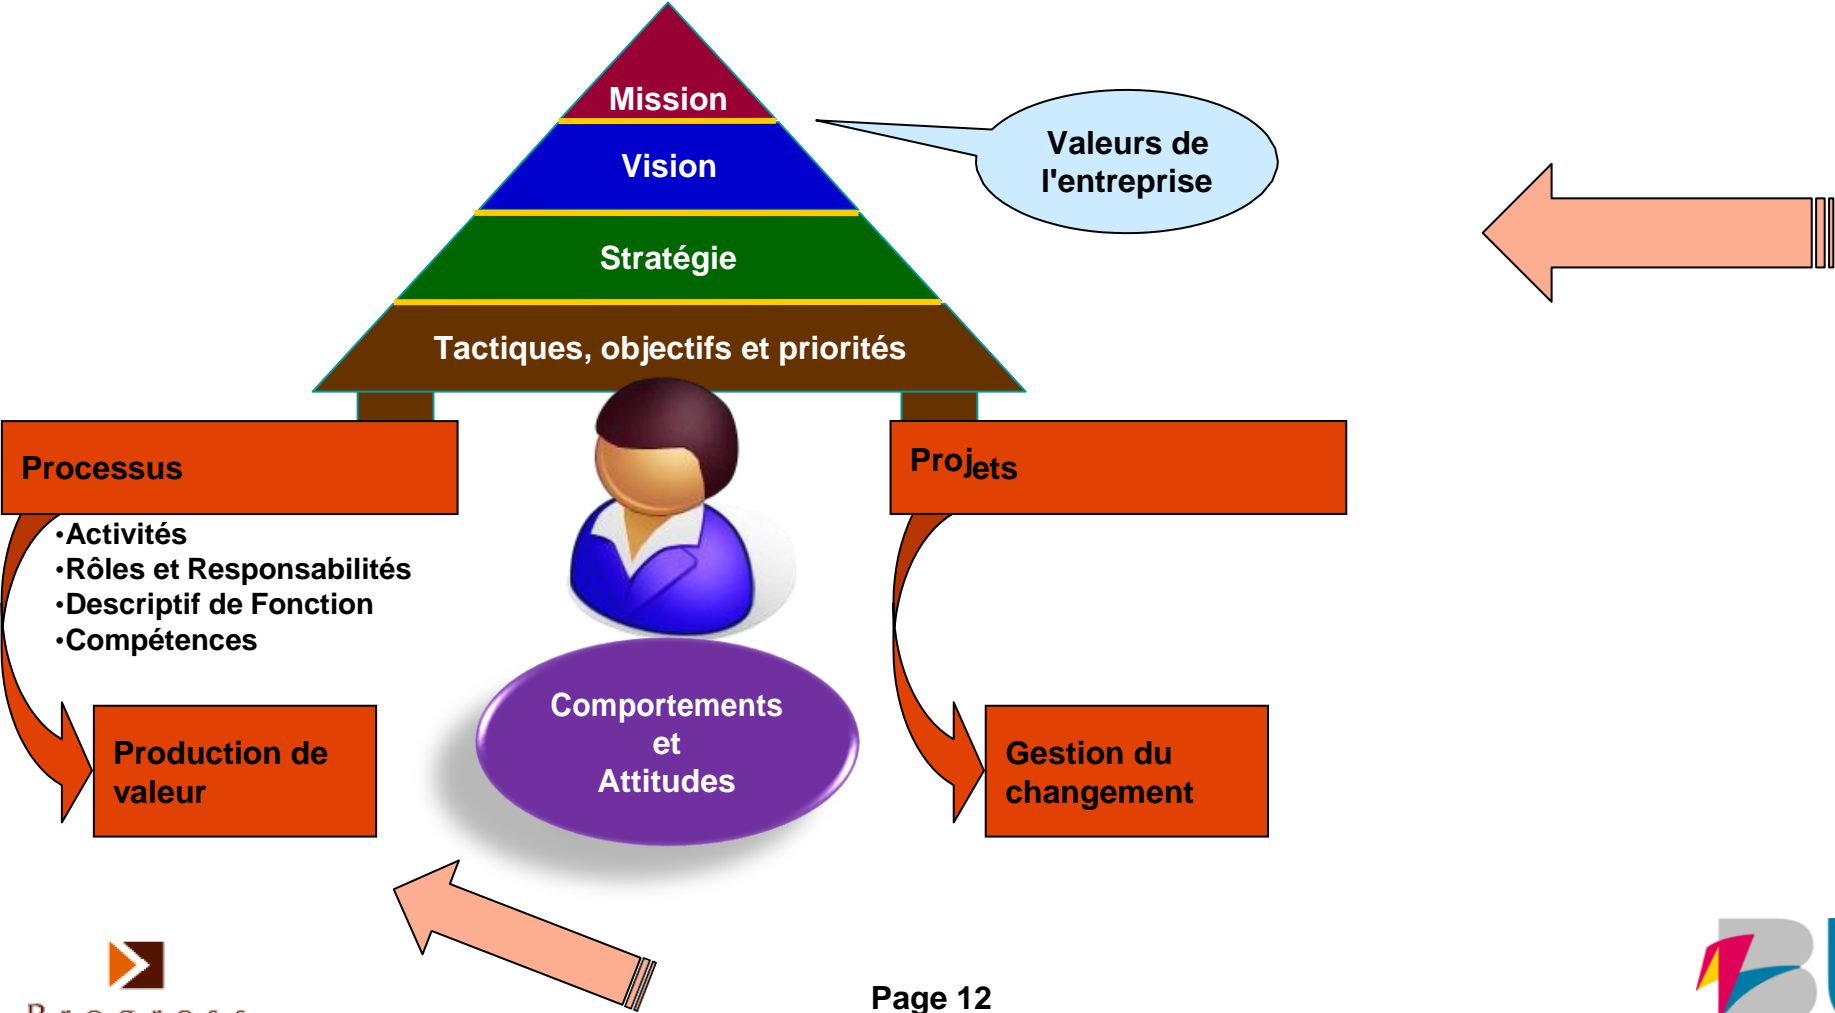 Mission
Vision
Stratégie
Tactiques, objectifs et priorités
Valeurs de
l'entreprise
Processus
•Activités
•Rôles et Responsabilités
•Descriptif de Fonction
•Compétences
Production de
valeur
Comportements
et
Attitudes
Projets
Gestion du
changement
Page 12